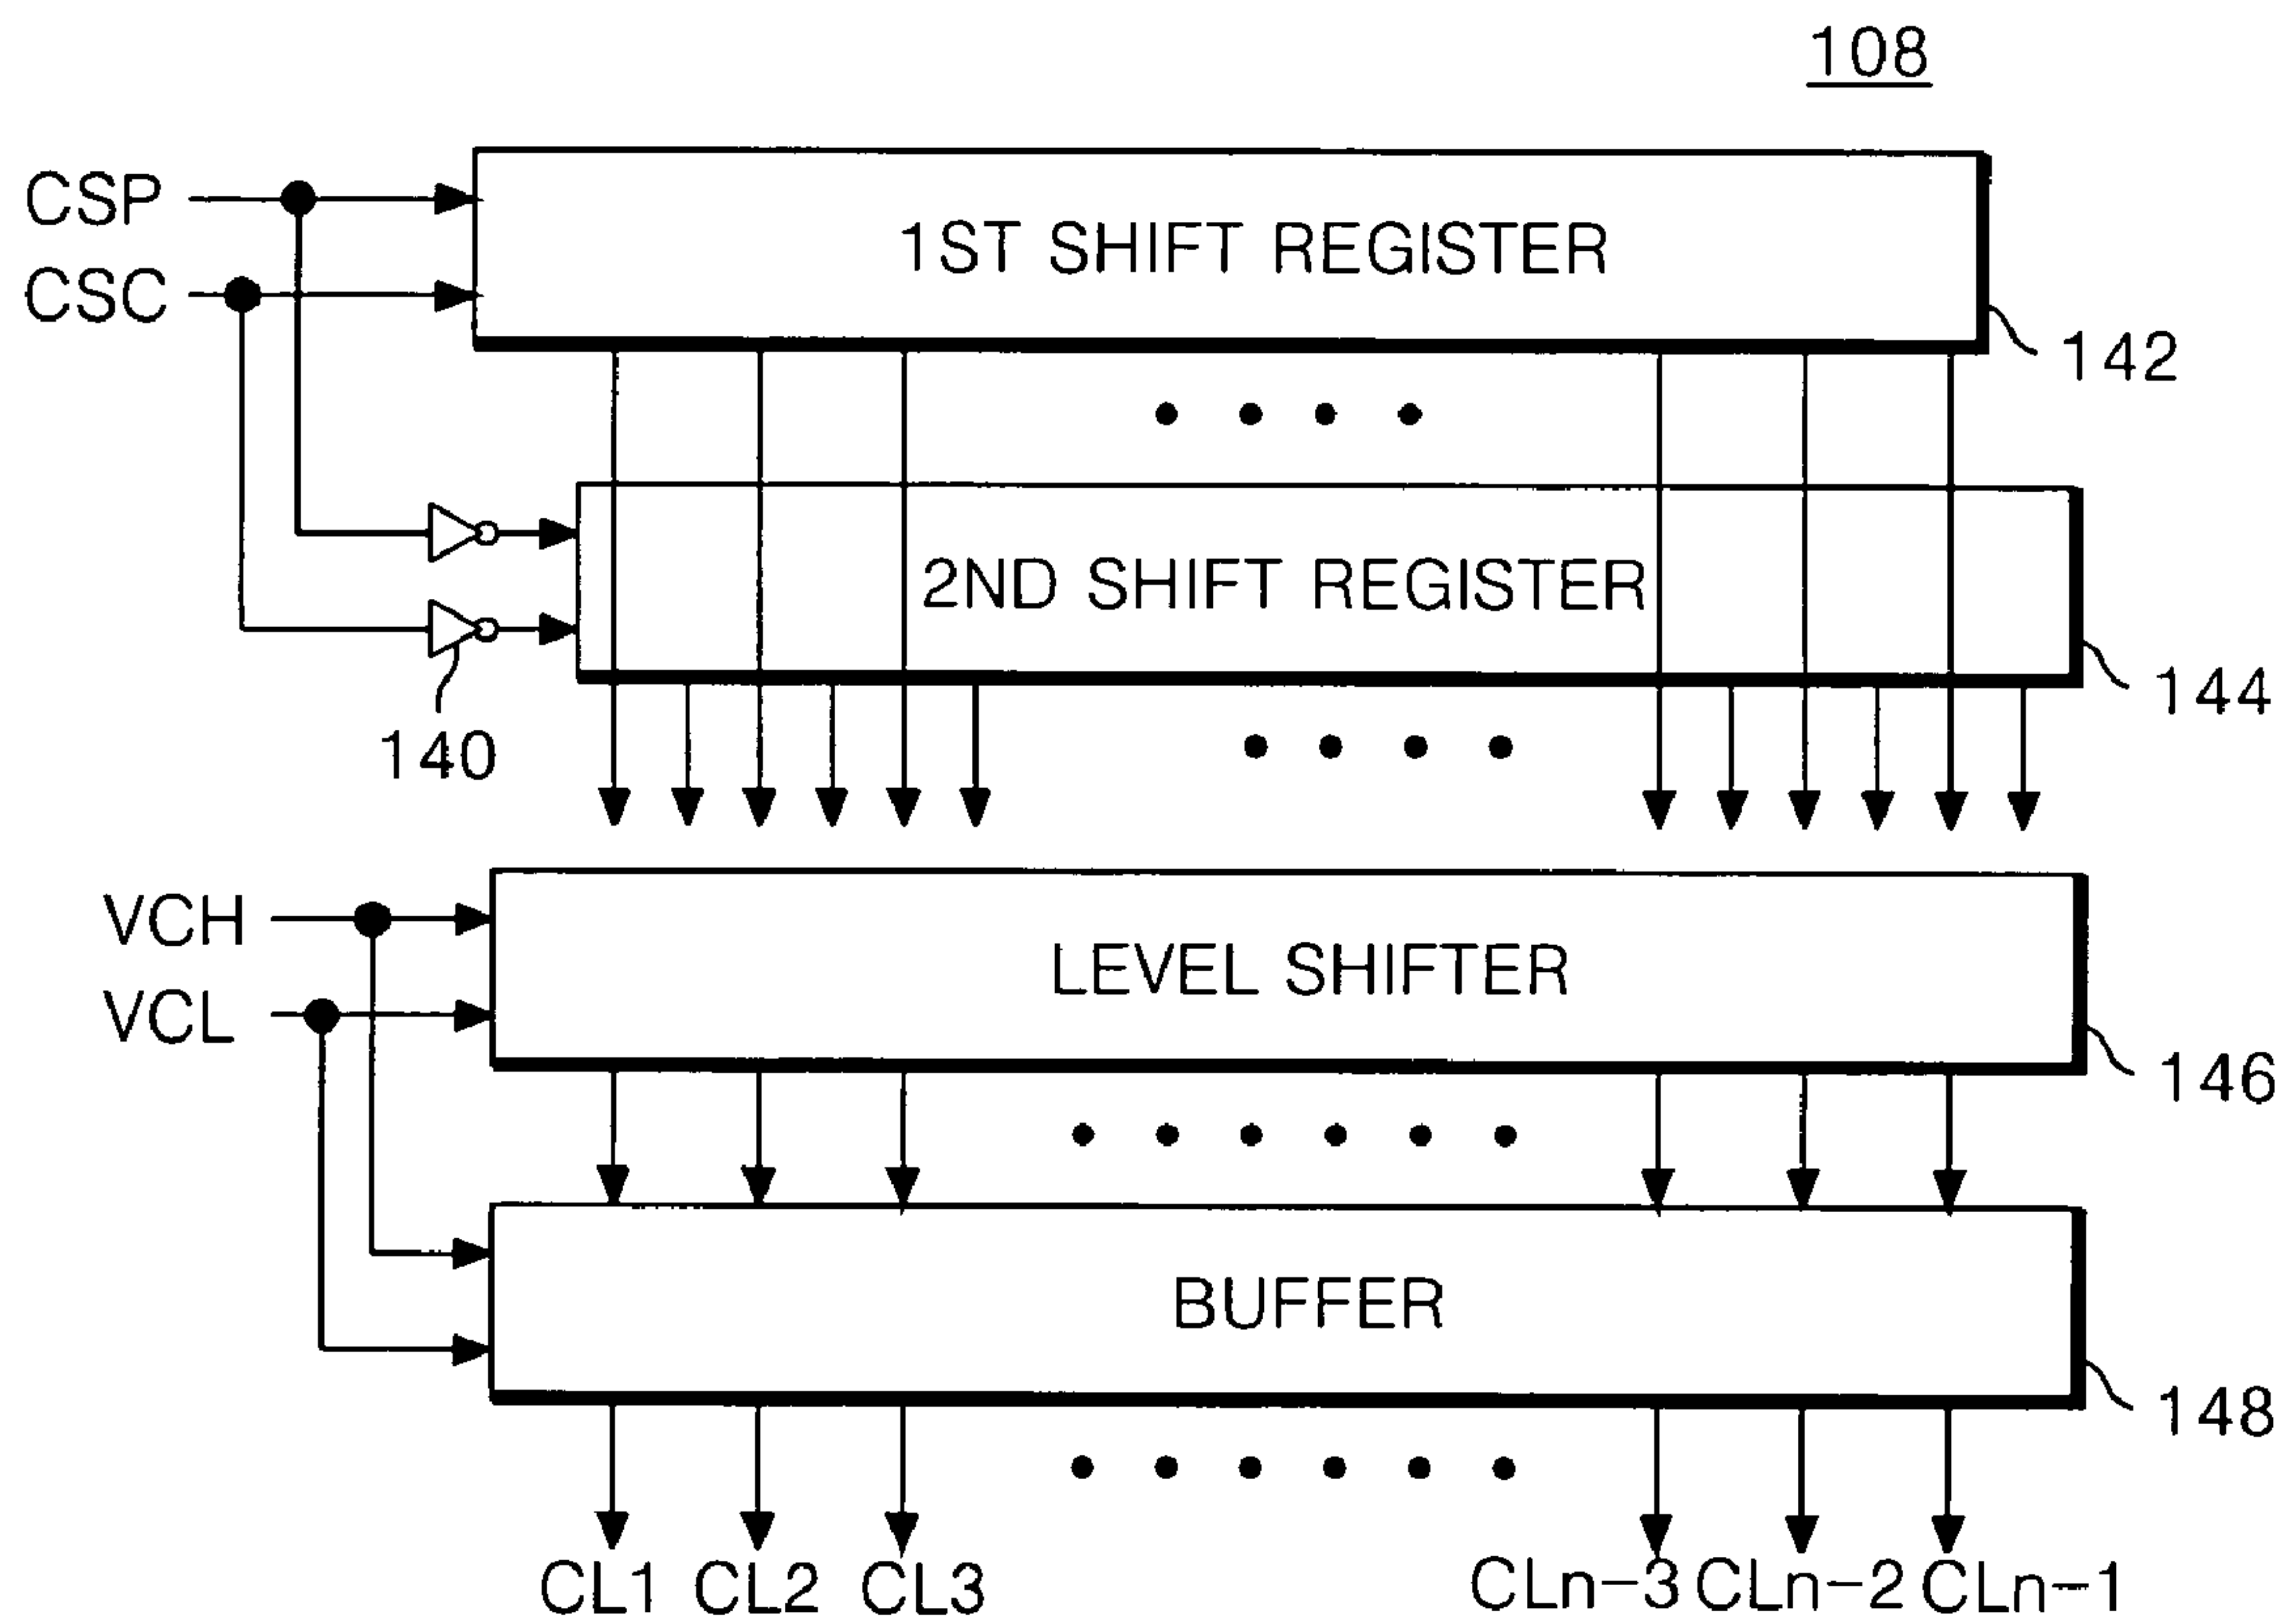 108
CSP
CSC
1ST SHIFT REGISTER
142
2ND SHIFT REGISTER
144
140
VCH
VCL
LEVEL SHIFTER
146
BUFFER
148
CL1 CL2 CL3 CLn-3 CLn-2 CLn-1